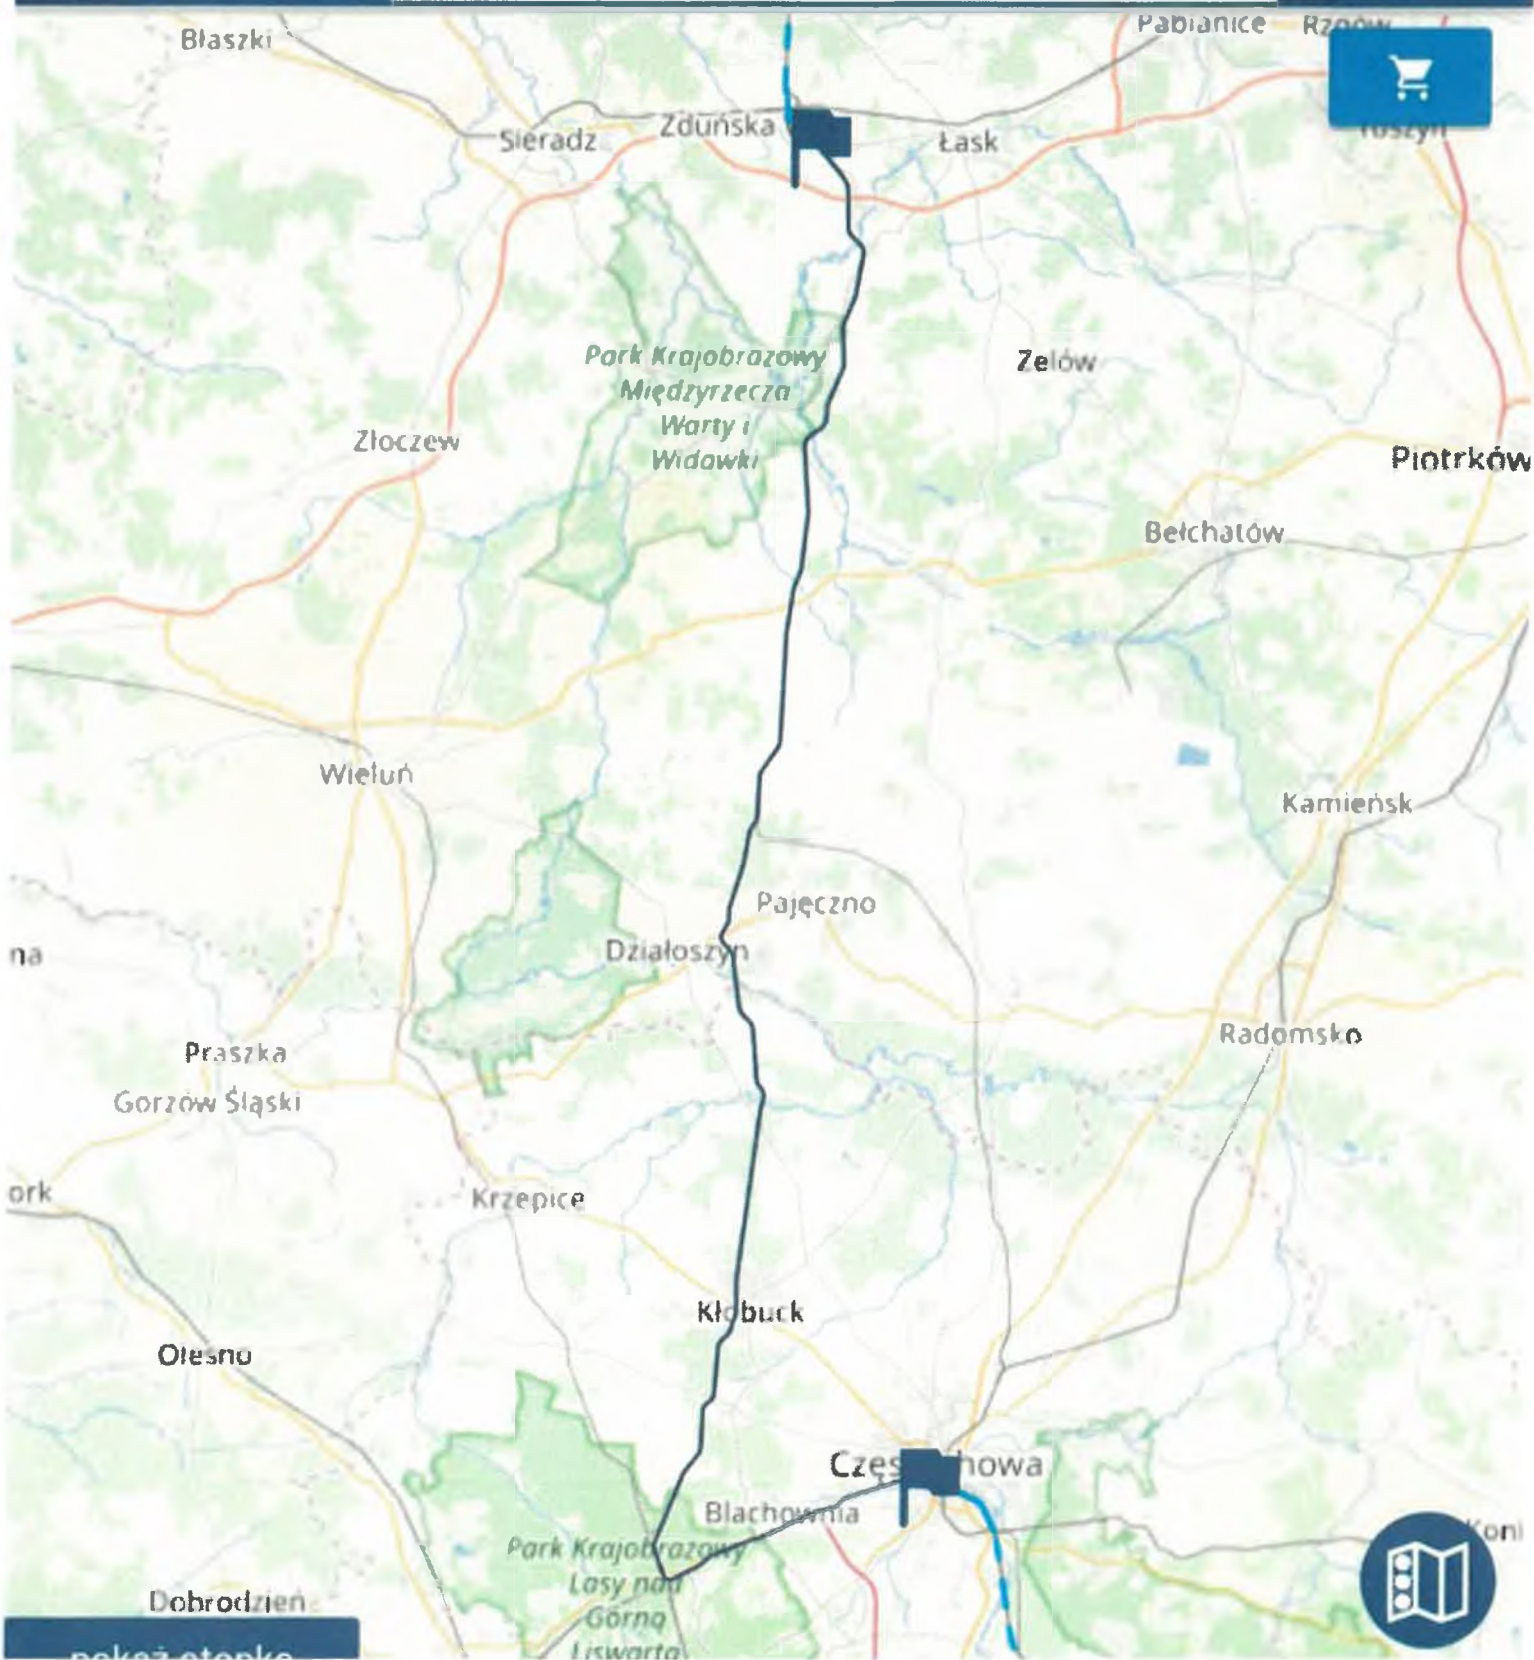 Pabianice
Błaszki
Sieradz
Zduńska
Łask
Park Krajobrazowy
Międzyrzecza
Warty i
Widawki
Zelów
Złoczew
Piotrków
Bełchatów
Wieluń
Kamieńsk
Pajęczno
na
Działoszyn
Radomsko
Praszka
Gorzów Śląski
ork
Krzepice
Kłobuck
Olesno
Blachownia
Koni
Park Krajobrazowy
Lasy nad
Górną
Liswartą
Dobrodzień